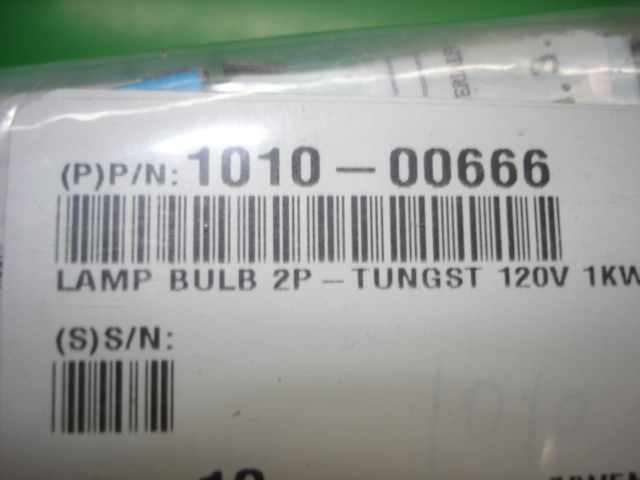 (P)P/N: 1010-00666
LAMP BULB 2P-TUNGST 120V 1KW
(S)S/N: